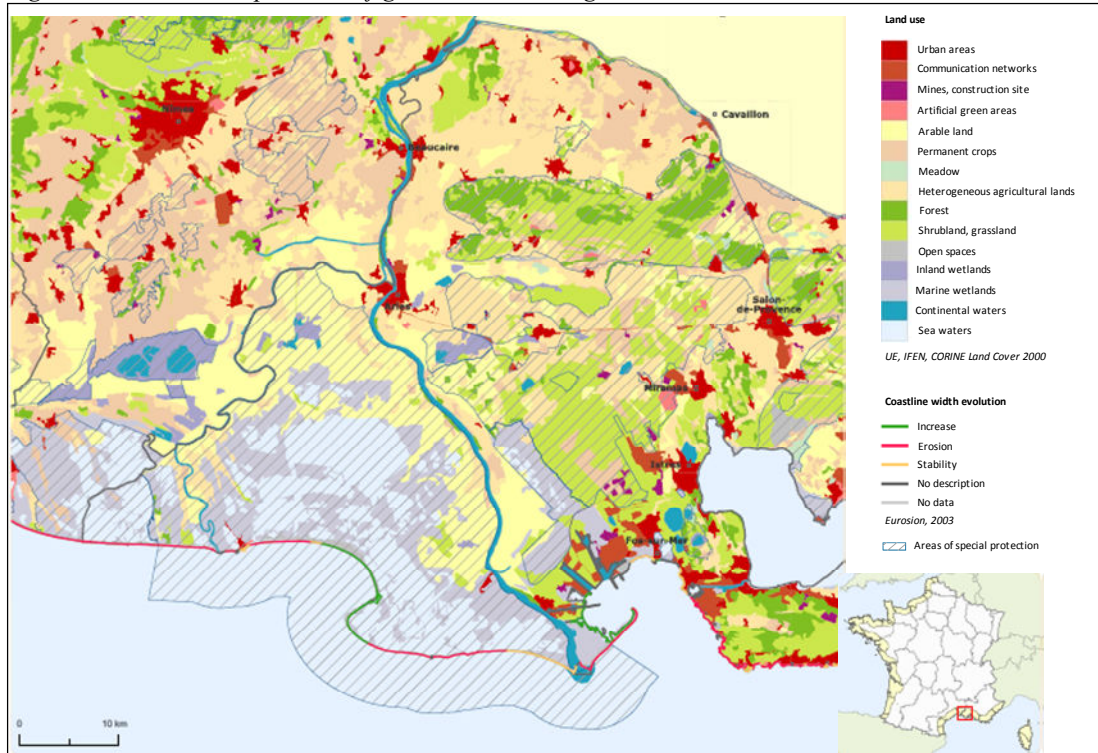 Land use
Urban areas
Communication networks
Mines, construction site
Artificial green areas
Arable land
Permanent crops
Meadow
Heterogeneous agricultural lands
Forest
Shrubland, grassland
Open spaces
Inland wetlands
Marine wetlands
Continental waters
Sea waters
UE, IFEN, CORINE Land Cover 2000
Coastline width evolution
Increase
Erosion
Stability
No description
No data
Eurosion, 2003
Areas of special protection
Cavaillon
Beaucaire
Arles
Salon-
de-Provence
Miramas
Istres
Fos-sur-Mer
0 10 km